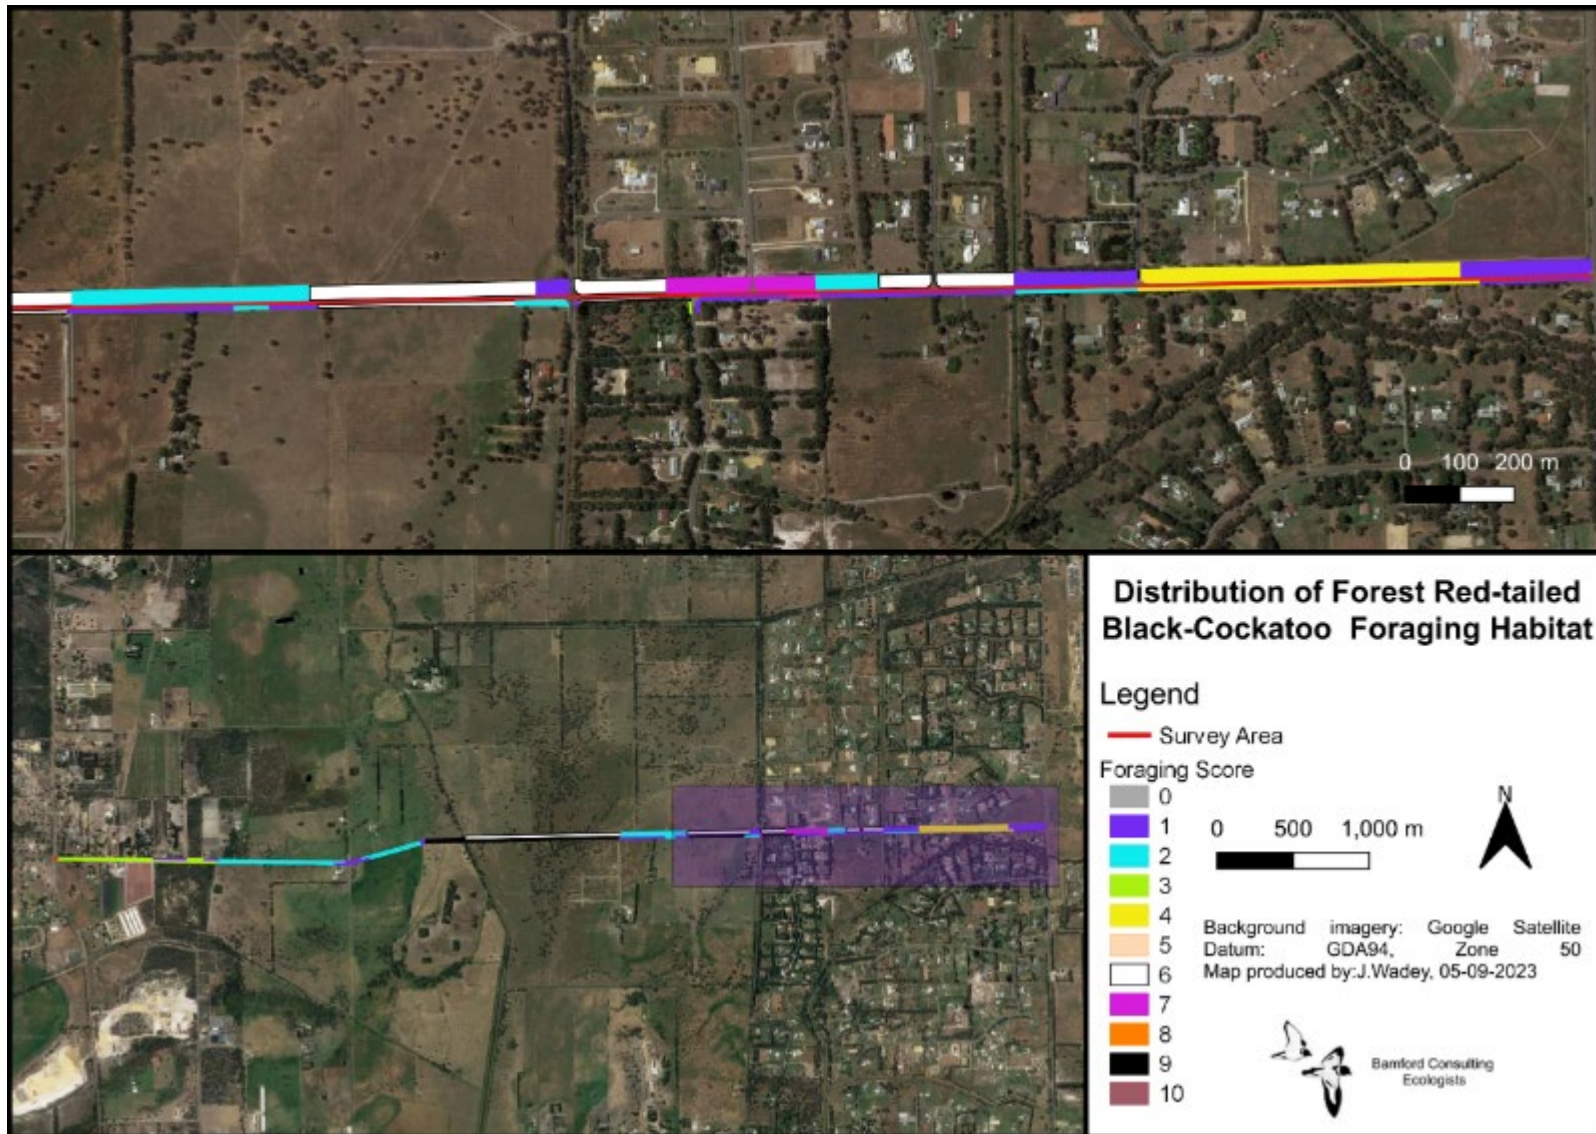 0 100 200 m
Distribution of Forest Red-tailed
Black-Cockatoo Foraging Habitat
Legend
Survey Area
Foraging Score
0
1
2
3
4
5
6
7
8
9
10
0 500 1,000 m
N
Background imagery: Google Satellite
Datum: GDA94, Zone 50
Map produced by:J.Wadey, 05-09-2023
Bamford Consulting
Ecologists